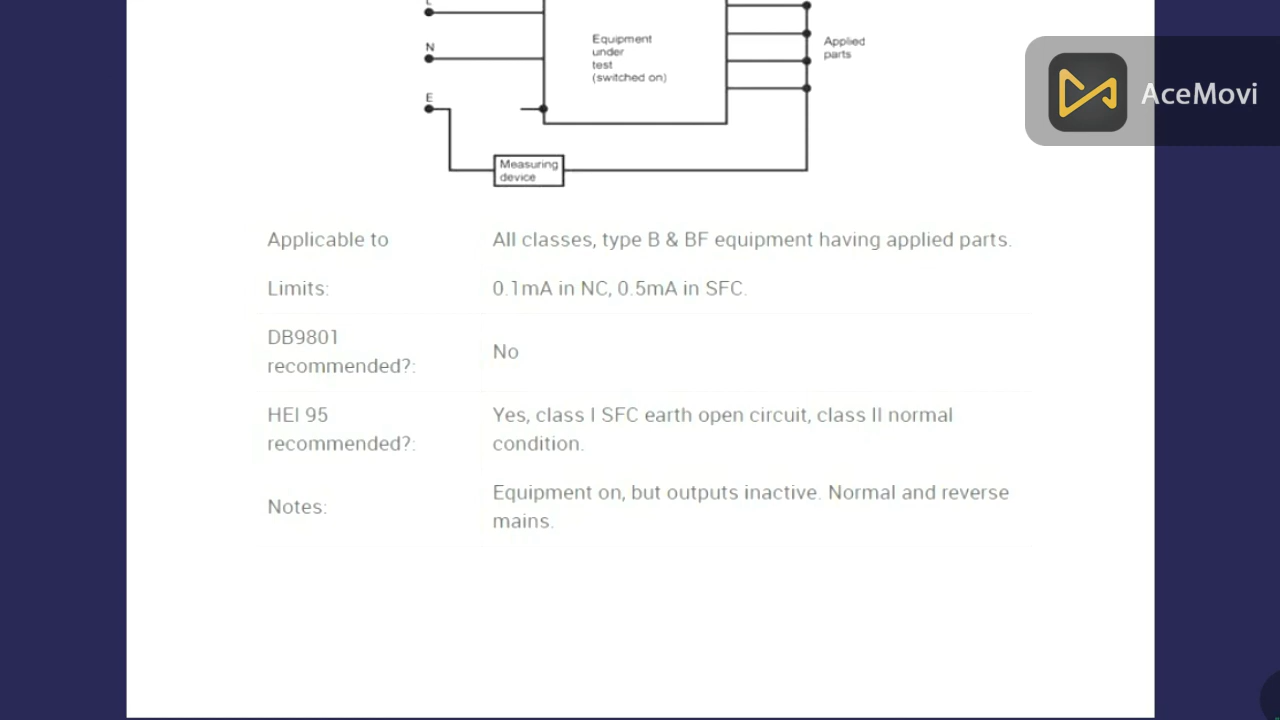 N
Equipment
under
test
(switched on)
Applied
parts
AceMovi
E
Measuring
device
Applicable to
All classes, type B & BF equipment having applied parts.
Limits:
0.1mA in NC, 0.5mA in SFC.
DB9801
recommended?:
No
HEI 95
recommended?:
Yes, class I SFC earth open circuit, class II normal
condition.
Notes:
Equipment on, but outputs inactive. Normal and reverse
mains.